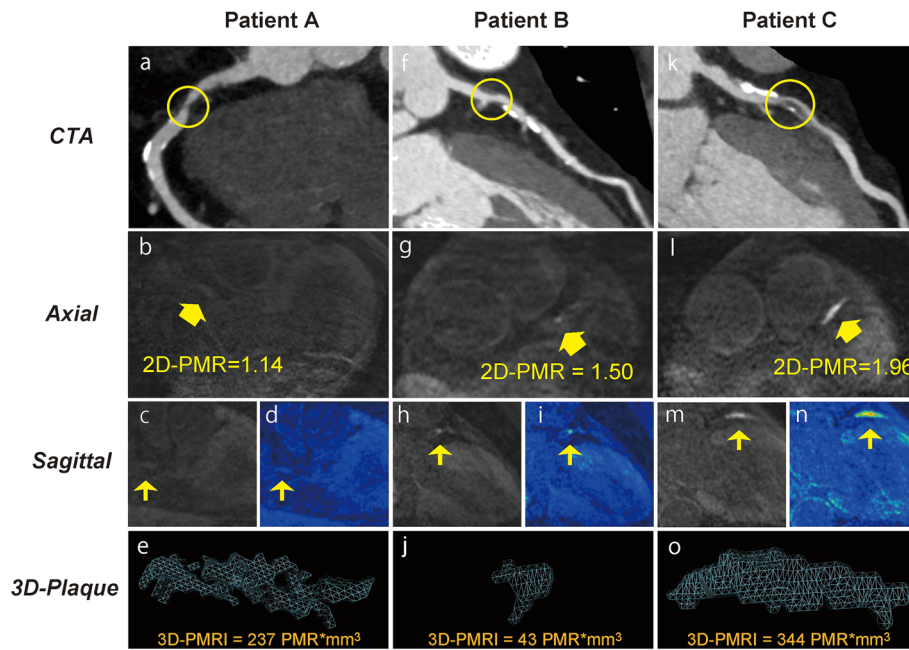 Patient A
Patient B
Patient C
CTA
a
f
k
Axial
b
g
l
2D-PMR=1.14
2D-PMR = 1.50
2D-PMR=1.96
Sagittal
c
d
h
i
m
n
3D-Plaque
e
j
o
3D-PMRI = 237 PMR*mm³
3D-PMRI = 43 PMR*mm³
3D-PMRI = 344 PMR*mm³